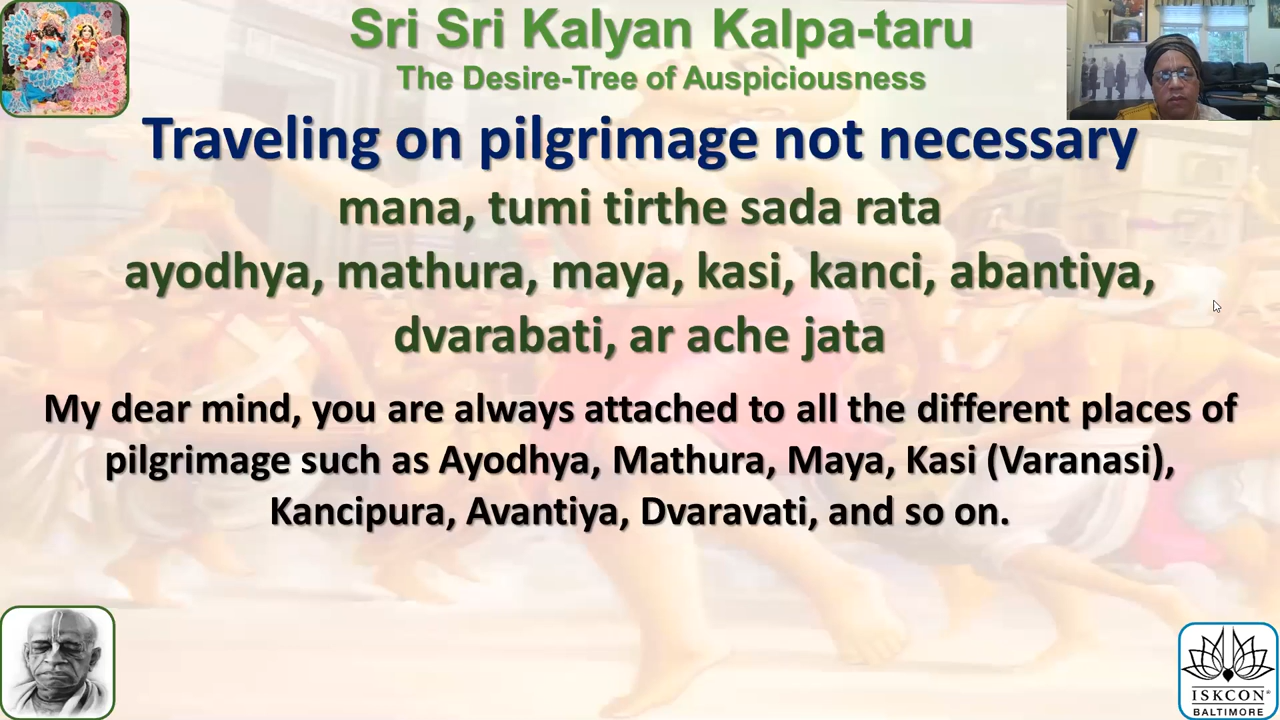 Sri Sri Kalyan Kalpa-taru
The Desire-Tree of Auspiciousness
Traveling on pilgrimage not necessary
mana, tumi tirthe sada rata
ayodhya, mathura, maya, kasi, kanci, abantiya,
dvarabati, ar ache jata
My dear mind, you are always attached to all the different places of
pilgrimage such as Ayodhya, Mathura, Maya, Kasi (Varanasi),
Kancipura, Avantiya, Dvaravati, and so on.
ISKCON®
BALTIMORE